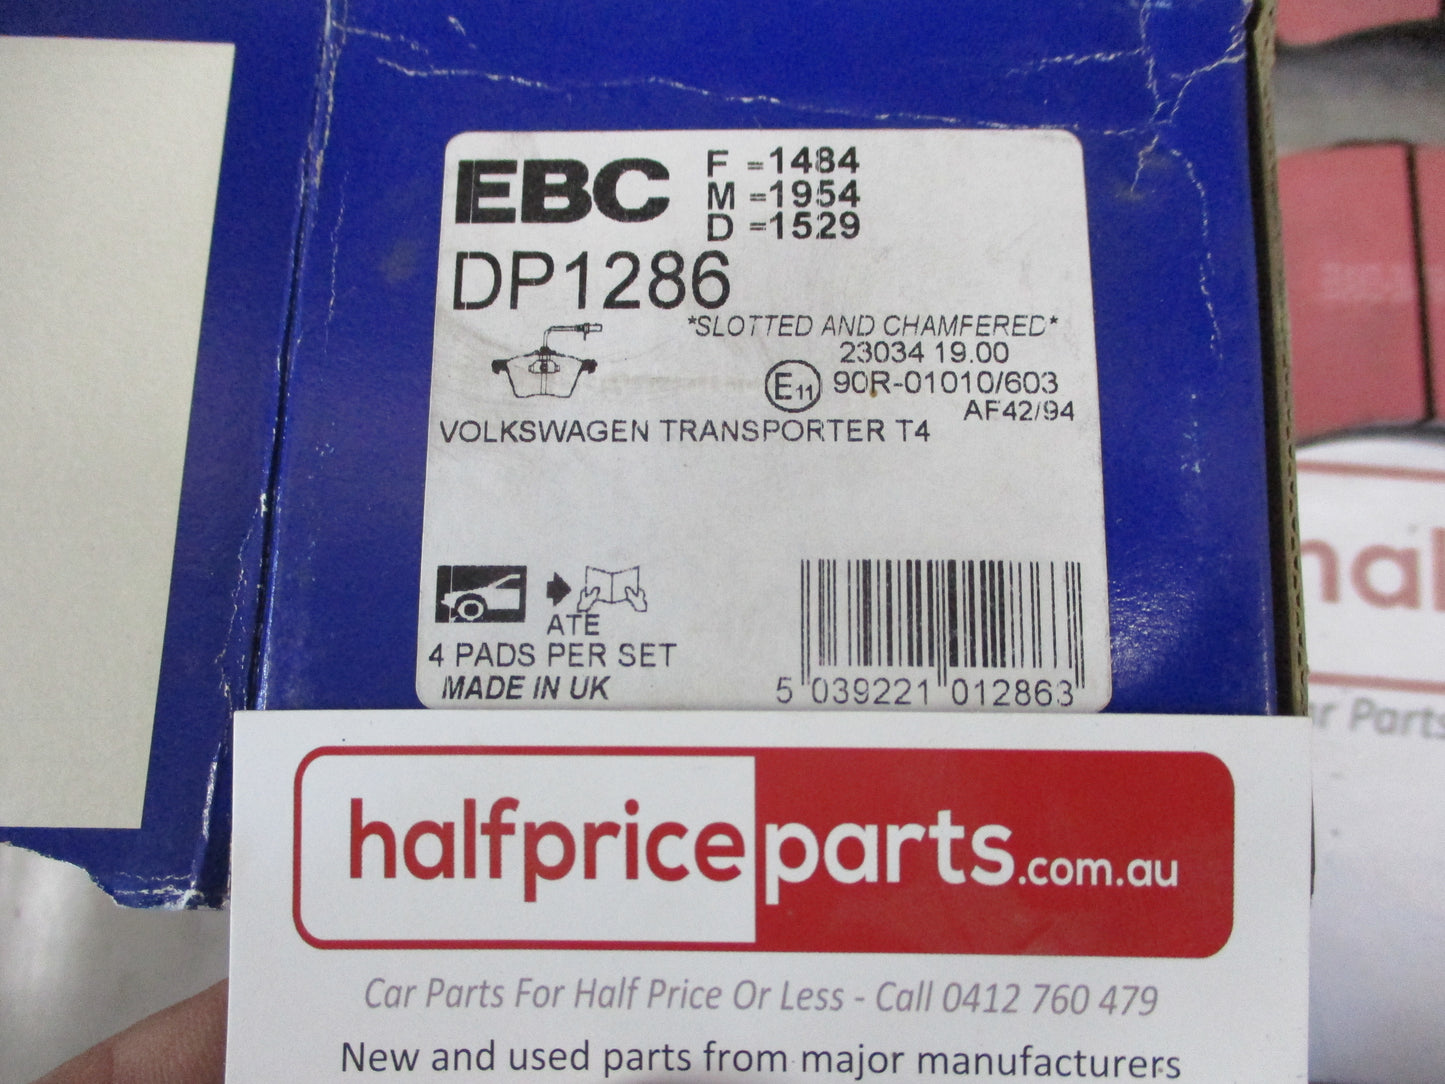 EBC
F =1484
M =1954
D =1529
DP1286
*SLOTTED AND CHAMFERED*
23034 19.00
E11 90R-01010/603
AF42/94
VOLKSWAGEN TRANSPORTER T4
ATE
4 PADS PER SET
MADE IN UK
5 039221 012863
halfpriceparts.com.au
Car Parts For Half Price Or Less - Call 0412 760 479
New and used parts from major manufacturers
hal
r Parts